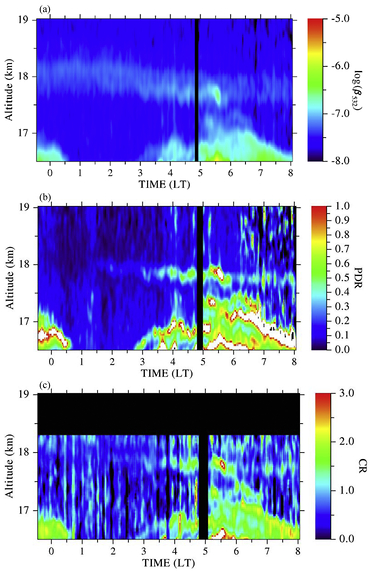 (a)
19
18
17
Altitude (km)
0 1 2 3 4 5 6 7 8
TIME (LT)
-5.0
-6.0
-7.0
-8.0
log(β532)
(b)
19
18
17
Altitude (km)
0 1 2 3 4 5 6 7 8
TIME (LT)
1.0
0.9
0.8
0.7
0.6
0.5
0.4
0.3
0.2
0.1
0.0
PDR
(c)
19
18
17
Altitude (km)
0 1 2 3 4 5 6 7 8
TIME (LT)
3.0
2.0
1.0
0.0
CR